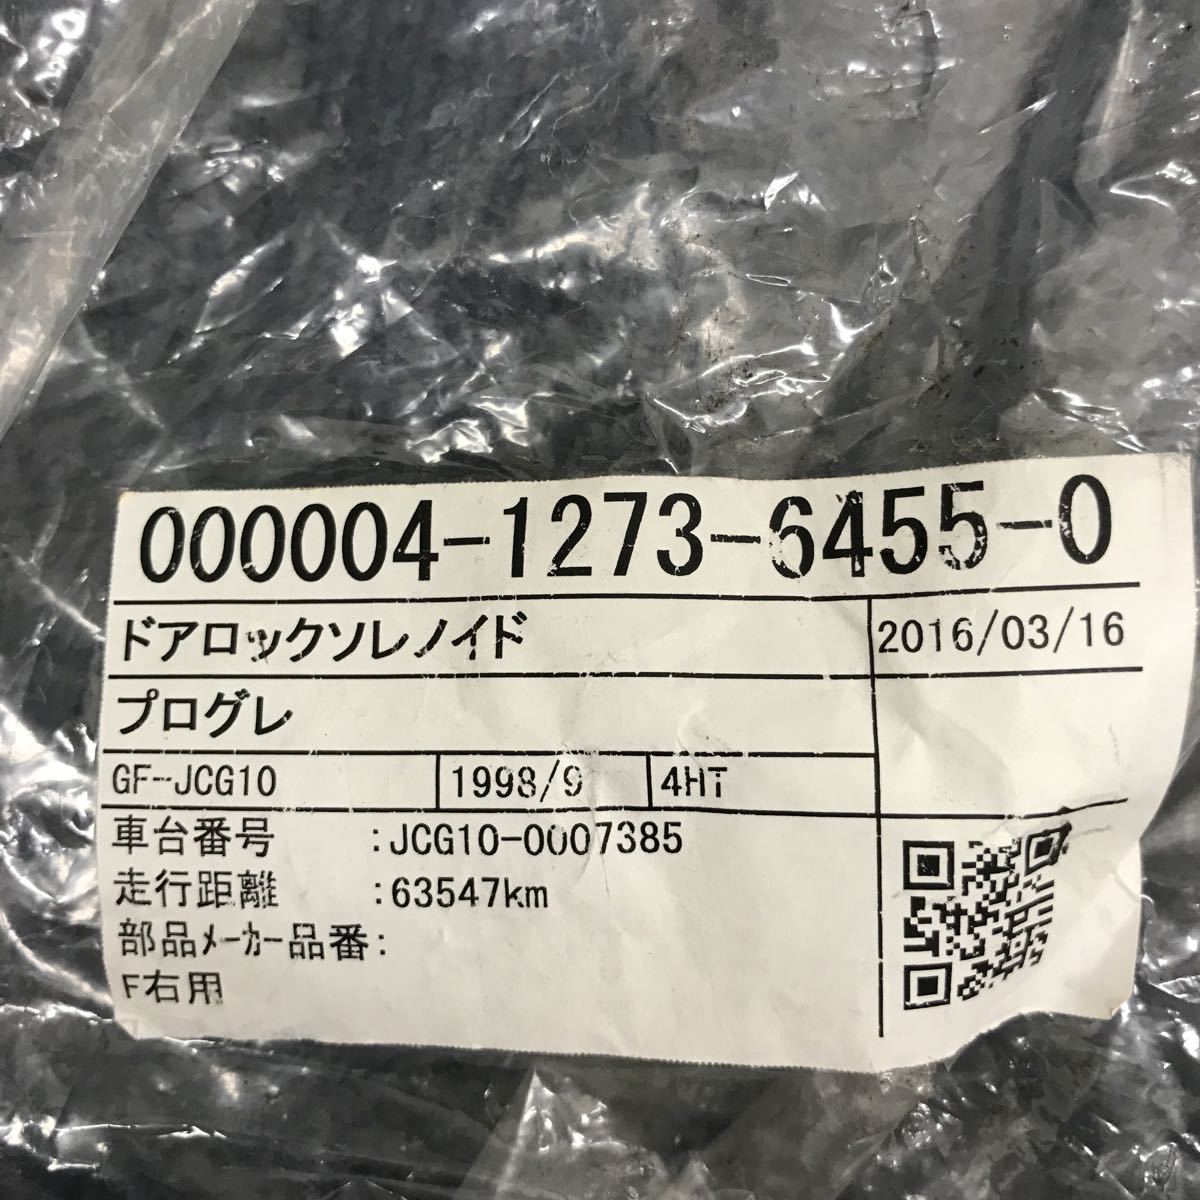 000004-1273-6455-0
ドアロックソレノイド 2016/03/16
プログレ
GF-JCG10 1998/9 4HT
車台番号 :JCG10-0007385
走行距離 :63547km
部品ﾒｰｶｰ品番:
F右用